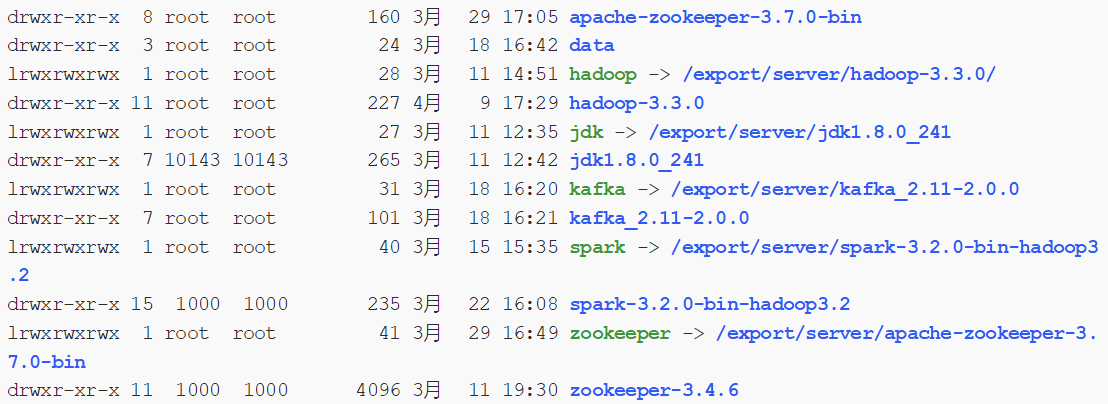 drwxr-xr-x  8 root  root       160 3月  29 17:05 apache-zookeeper-3.7.0-bin
drwxr-xr-x  3 root  root        24 3月  18 16:42 data
lrwxrwxrwx  1 root  root        28 3月  11 14:51 hadoop -> /export/server/hadoop-3.3.0/
drwxr-xr-x 11 root  root       227 4月   9 17:29 hadoop-3.3.0
lrwxrwxrwx  1 root  root        27 3月  11 12:35 jdk -> /export/server/jdk1.8.0_241
drwxr-xr-x  7 10143 10143      265 3月  11 12:42 jdk1.8.0_241
lrwxrwxrwx  1 root  root        31 3月  18 16:20 kafka -> /export/server/kafka_2.11-2.0.0
drwxr-xr-x  7 root  root       101 3月  18 16:21 kafka_2.11-2.0.0
lrwxrwxrwx  1 root  root        40 3月  15 15:35 spark -> /export/server/spark-3.2.0-bin-hadoop3
.2
drwxr-xr-x 15  1000  1000      235 3月  22 16:08 spark-3.2.0-bin-hadoop3.2
lrwxrwxrwx  1 root  root        41 3月  29 16:49 zookeeper -> /export/server/apache-zookeeper-3.
7.0-bin
drwxr-xr-x 11  1000  1000     4096 3月  11 19:30 zookeeper-3.4.6